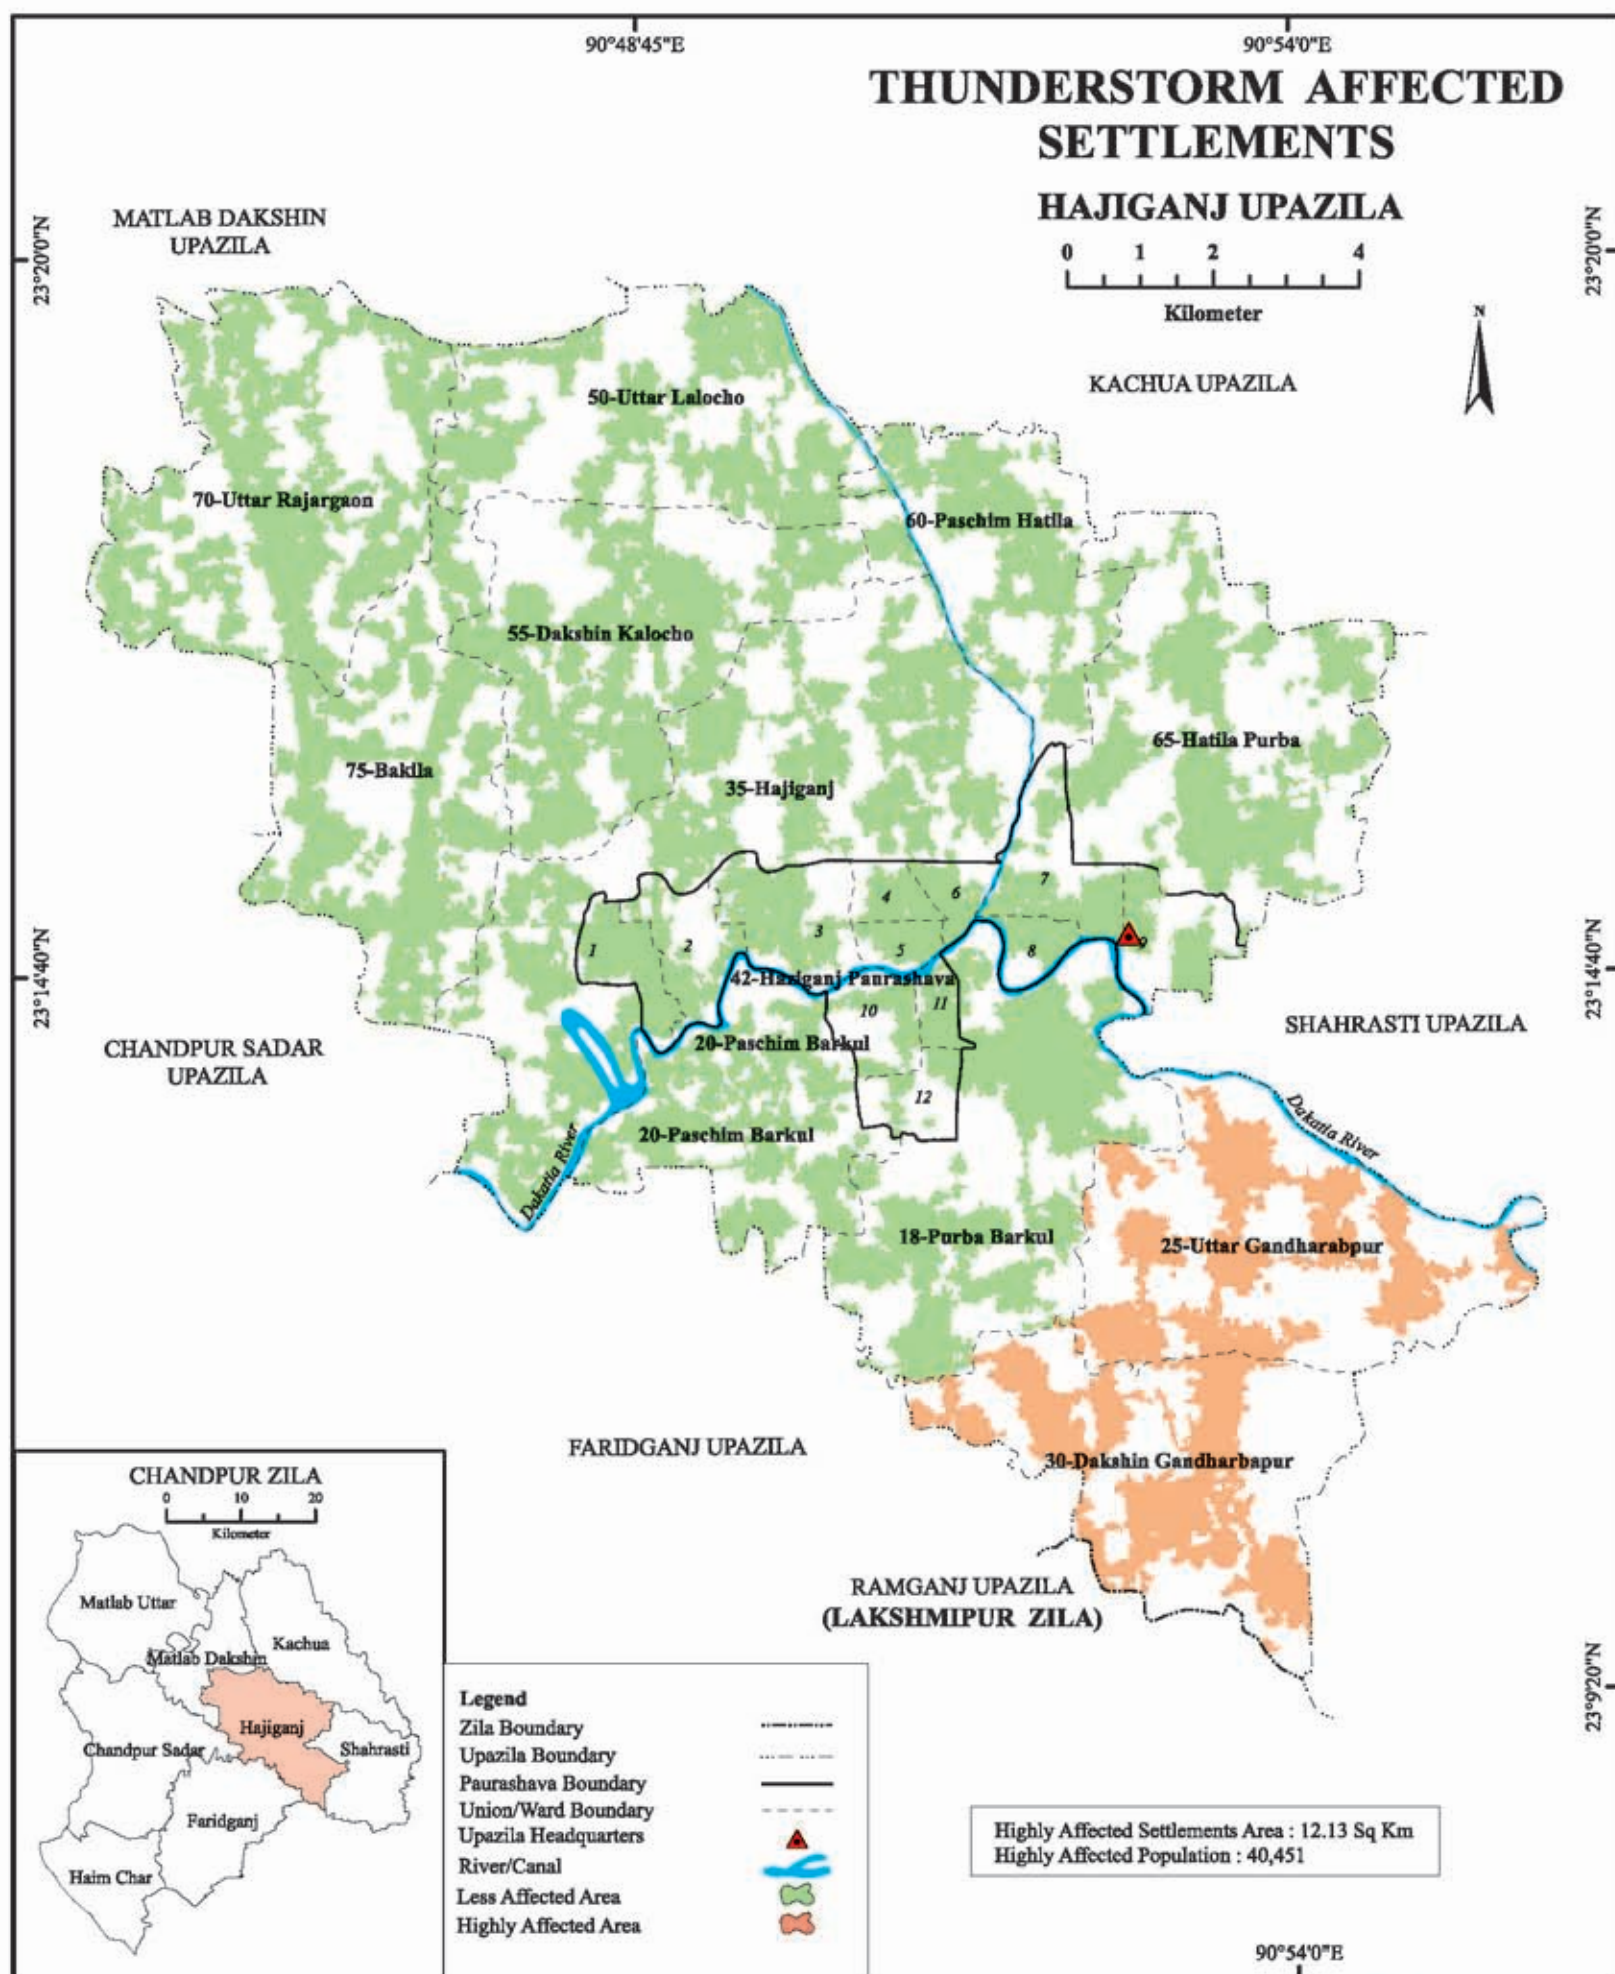 90°48'45"E
90°54'0"E
THUNDERSTORM AFFECTED
SETTLEMENTS
HAJIGANJ UPAZILA
0 1 2 4
Kilometer
N
MATLAB DAKSHIN
UPAZILA
23°20'0"N
23°20'0"N
KACHUA UPAZILA
50-Uttar Lalocho
70-Uttar Rajargaon
60-Paschim Hatila
55-Dakshin Kalocho
65-Hatila Purba
75-Bakila
35-Hajiganj
7
4
6
3
1
2
5
8
9
42-Haziganj Paurashava
10
11
23°14'40"N
23°14'40"N
SHAHRASTI UPAZILA
CHANDPUR SADAR
UPAZILA
20-Paschim Barkul
12
20-Paschim Barkul
Dakatia River
Dakatia River
18-Purba Barkul
25-Uttar Gandharabpur
FARIDGANJ UPAZILA
30-Dakshin Gandharbapur
RAMGANJ UPAZILA
(LAKSHMIPUR ZILA)
23°9'20"N
CHANDPUR ZILA
0 10 20
Kilometer
Matlab Uttar
Kachua
Matlab Dakshin
Hajiganj
Chandpur Sadar
Shahrasti
Faridganj
Haim Char
Legend
Zila Boundary
Upazila Boundary
Paurashava Boundary
Union/Ward Boundary
Upazila Headquarters
River/Canal
Less Affected Area
Highly Affected Area
Highly Affected Settlements Area : 12.13 Sq Km
Highly Affected Population : 40,451
90°54'0"E